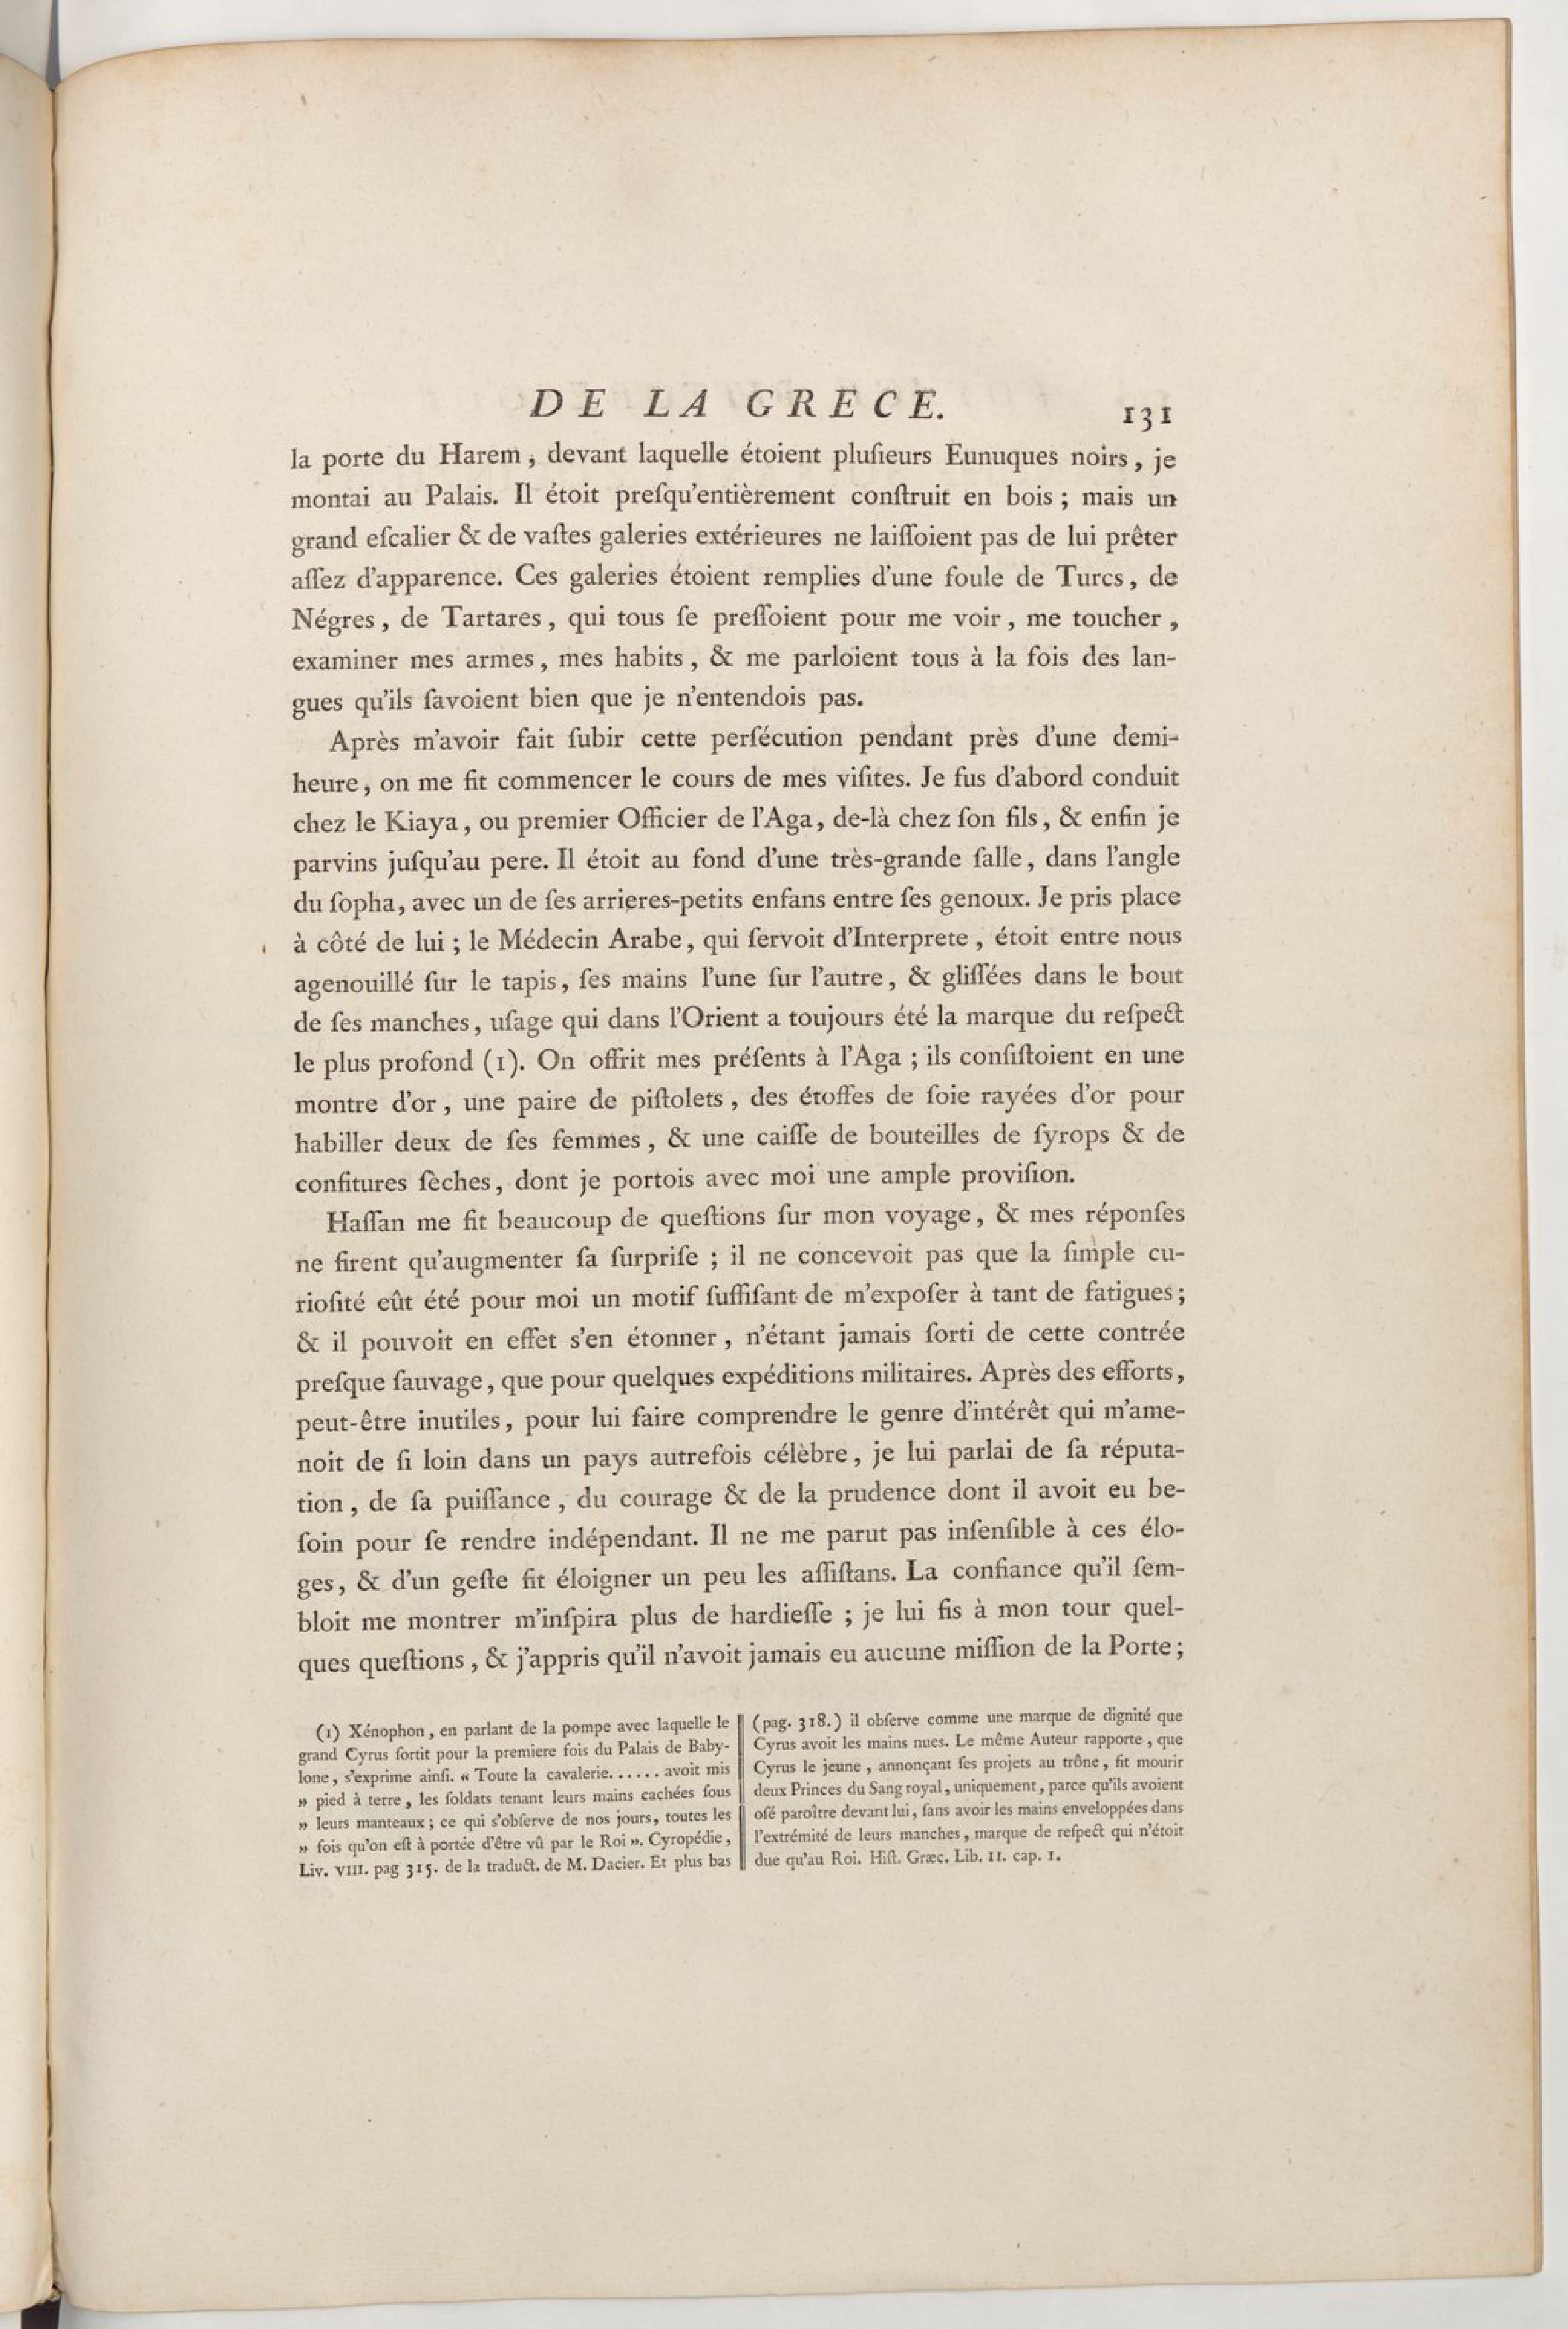 DE LA GRECE. 131
la porte du Harem, devant laquelle étoient pluſieurs Eunuques noirs, je
montai au Palais. Il étoit preſqu'entièrement conſtruit en bois ; mais un
grand eſcalier & de vaſtes galeries extérieures ne laiſſoient pas de lui prêter
aſſez d'apparence. Ces galeries étoient remplies d'une foule de Turcs, de
Négres, de Tartares, qui tous ſe preſſoient pour me voir, me toucher,
examiner mes armes, mes habits, & me parloient tous à la fois des lan-
gues qu'ils ſavoient bien que je n'entendois pas.
Après m'avoir fait ſubir cette perſécution pendant près d'une demi-
heure, on me fit commencer le cours de mes viſites. Je fus d'abord conduit
chez le Kiaya, ou premier Officier de l'Aga, de-là chez ſon fils, & enfin je
parvins juſqu'au pere. Il étoit au fond d'une très-grande ſalle, dans l'angle
du ſopha, avec un de ſes arrieres-petits enfans entre ſes genoux. Je pris place
à côté de lui ; le Médecin Arabe, qui ſervoit d'Interprete, étoit entre nous
agenouillé ſur le tapis, ſes mains l'une ſur l'autre, & gliſſées dans le bout
de ſes manches, uſage qui dans l'Orient a toujours été la marque du reſpect
le plus profond (1). On offrit mes préſents à l'Aga ; ils conſiſtoient en une
montre d'or, une paire de piſtolets, des étoffes de ſoie rayées d'or pour
habiller deux de ſes femmes, & une caiſſe de bouteilles de ſyrops & de
confitures ſèches, dont je portois avec moi une ample proviſion.
Haſſan me fit beaucoup de queſtions ſur mon voyage, & mes réponſes
ne firent qu'augmenter ſa ſurpriſe ; il ne concevoit pas que la ſimple cu-
rioſité eût été pour moi un motif ſuffiſant de m'expoſer à tant de fatigues ;
& il pouvoit en effet s'en étonner, n'étant jamais ſorti de cette contrée
preſque ſauvage, que pour quelques expéditions militaires. Après des efforts,
peut-être inutiles, pour lui faire comprendre le genre d'intérêt qui m'ame-
noit de ſi loin dans un pays autrefois célèbre, je lui parlai de ſa réputa-
tion, de ſa puiſſance, du courage & de la prudence dont il avoit eu be-
ſoin pour ſe rendre indépendant. Il ne me parut pas inſenſible à ces élo-
ges, & d'un geſte fit éloigner un peu les aſſiſtans. La confiance qu'il ſem-
bloit me montrer m'inſpira plus de hardieſſe ; je lui fis à mon tour quel-
ques queſtions, & j'appris qu'il n'avoit jamais eu aucune miſſion de la Porte ;
(1) Xénophon, en parlant de la pompe avec laquelle le
grand Cyrus ſortit pour la premiere fois du Palais de Baby-
lone, s'exprime ainſi. « Toute la cavalerie...... avoit mis
» pied à terre, les ſoldats tenant leurs mains cachées ſous
» leurs manteaux ; ce qui s'obſerve de nos jours, toutes les
» fois qu'on eſt à portée d'être vû par le Roi ». Cyropédie,
Liv. VIII. pag 315. de la traduct. de M. Dacier. Et plus bas
(pag. 318.) il obſerve comme une marque de dignité que
Cyrus avoit les mains nues. Le même Auteur rapporte, que
Cyrus le jeune, annonçant ſes projets au trône, fit mourir
deux Princes du Sang royal, uniquement, parce qu'ils avoient
oſé paroître devant lui, ſans avoir les mains enveloppées dans
l'extrémité de leurs manches, marque de reſpect qui n'étoit
due qu'au Roi. Hiſt. Græc. Lib. II. cap. I.